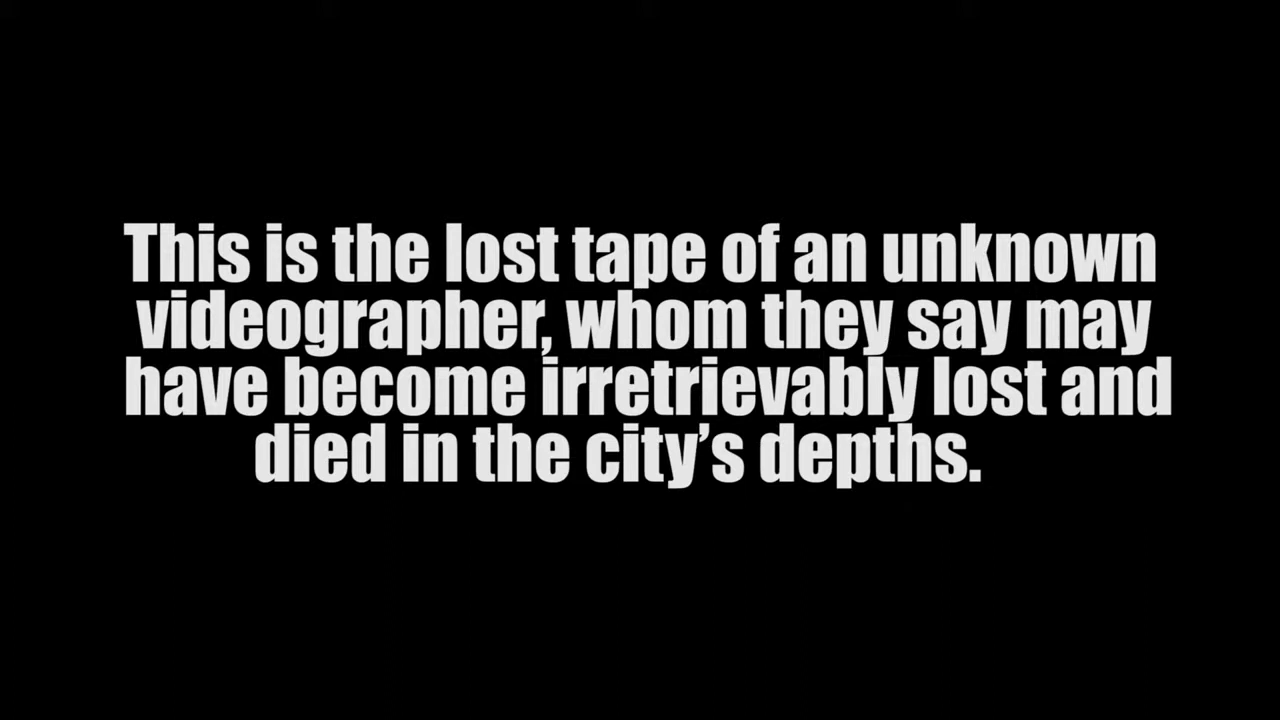 This is the lost tape of an unknown
videographer, whom they say may
have become irretrievably lost and
died in the city’s depths.